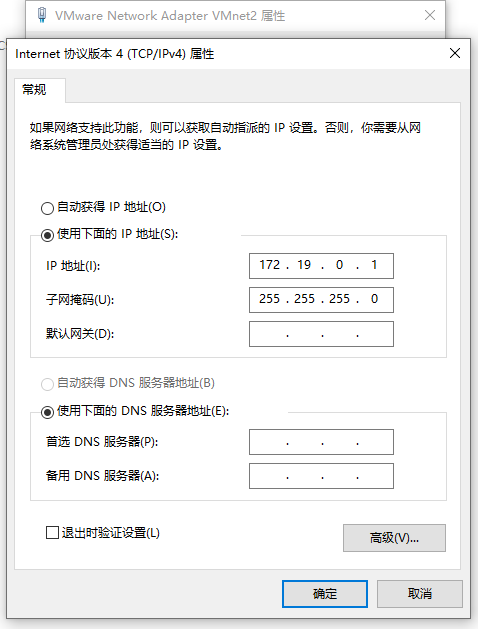 VMware Network Adapter VMnet2 属性
Internet 协议版本 4 (TCP/IPv4) 属性
常规
如果网络支持此功能，则可以获取自动指派的 IP 设置。否则，你需要从网
络系统管理员处获得适当的 IP 设置。
自动获得 IP 地址(O)
使用下面的 IP 地址(S):
IP 地址(I): 172 . 19 . 0 . 1
子网掩码(U): 255 . 255 . 255 . 0
默认网关(D): . . .
自动获得 DNS 服务器地址(B)
使用下面的 DNS 服务器地址(E):
首选 DNS 服务器(P): . . .
备用 DNS 服务器(A): . . .
退出时验证设置(L)
高级(V)...
确定 取消